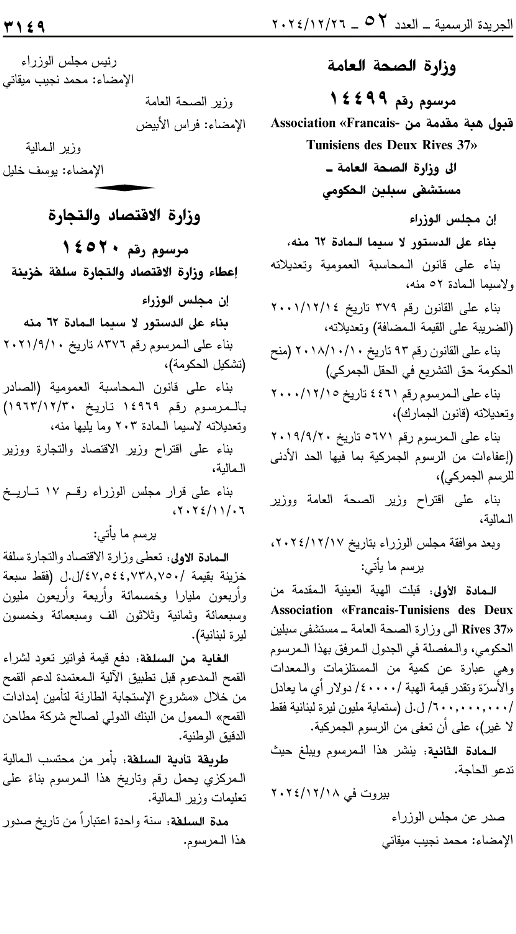 الجريدة الرسمية ـ العدد ٥٢ ـ ٢٠٢٤/١٢/٢٦
٣١٤٩
وزارة الصحة العامة
مرسوم رقم ١٤٤٩٩
قبول هبة مقدمة من Association «Francais-
Tunisiens des Deux Rives 37»
الى وزارة الصحة العامة ـ
مستشفى سبلين الحكومي
إن مجلس الوزراء
بناء على الدستور لا سيما المادة ٦٢ منه،
بناء على قانون المحاسبة العمومية وتعديلاته
ولاسيما المادة ٥٢ منه،
بناء على القانون رقم ٣٧٩ تاريخ ٢٠٠١/١٢/١٤
(الضريبة على القيمة المضافة) وتعديلاته،
بناء على القانون رقم ٩٣ تاريخ ٢٠١٨/١٠/١٠ (منح
الحكومة حق التشريع في الحقل الجمركي)
بناء على المرسوم رقم ٤٤٦١ تاريخ ٢٠٠٠/١٢/١٥
وتعديلاته (قانون الجمارك)،
بناء على المرسوم رقم ٥٦٧١ تاريخ ٢٠١٩/٩/٢٠
(إعفاءات من الرسوم الجمركية بما فيها الحد الأدنى
للرسم الجمركي)،
بناء على اقتراح وزير الصحة العامة ووزير
المالية،
وبعد موافقة مجلس الوزراء بتاريخ ٢٠٢٤/١٢/١٧،
يرسم ما يأتي:
المادة الأولى: قبلت الهبة العينية المقدمة من
Association «Francais-Tunisiens des Deux
Rives 37» الى وزارة الصحة العامة ـ مستشفى سبلين
الحكومي، والمفصلة في الجدول المرفق بهذا المرسوم
وهي عبارة عن كمية من المستلزمات والمعدات
والأسرّة وتقدر قيمة الهبة /٤٠٠٠٠/ دولار أي ما يعادل
/٦٠٠,٠٠٠,٠٠٠/ ل.ل (ستماية مليون ليرة لبنانية فقط
لا غير)، على أن تعفى من الرسوم الجمركية.
المادة الثانية: ينشر هذا المرسوم ويبلغ حيث
تدعو الحاجة.
بيروت في ٢٠٢٤/١٢/١٨
صدر عن مجلس الوزراء
الإمضاء: محمد نجيب ميقاتي
رئيس مجلس الوزراء
الإمضاء: محمد نجيب ميقاتي
وزير الصحة العامة
الإمضاء: فراس الأبيض
وزير المالية
الإمضاء: يوسف خليل
وزارة الاقتصاد والتجارة
مرسوم رقم ١٤٥٢٠
إعطاء وزارة الاقتصاد والتجارة سلفة خزينة
إن مجلس الوزراء
بناء على الدستور لا سيما المادة ٦٢ منه
بناء على المرسوم رقم ٨٣٧٦ تاريخ ٢٠٢١/٩/١٠
(تشكيل الحكومة)،
بناء على قانون المحاسبة العمومية (الصادر
بالمرسوم رقم ١٤٩٦٩ تاريخ ١٩٦٣/١٢/٣٠)
وتعديلاته لاسيما المادة ٢٠٣ وما يليها منه،
بناء على اقتراح وزير الاقتصاد والتجارة ووزير
المالية،
بناء على قرار مجلس الوزراء رقم ١٧ تاريخ
٢٠٢٤/١١/٠٦،
يرسم ما يأتي:
المادة الاولى: تعطى وزارة الاقتصاد والتجارة سلفة
خزينة بقيمة /٤٧,٥٤٤,٧٣٨,٧٥٠/ل.ل (فقط سبعة
وأربعون مليارا وخمسمائة وأربعة وأربعون مليون
وسبعمائة وثمانية وثلاثون الف وسبعمائة وخمسون
ليرة لبنانية).
الغاية من السلفة: دفع قيمة فواتير تعود لشراء
القمح المدعوم قبل تطبيق الآلية المعتمدة لدعم القمح
من خلال «مشروع الإستجابة الطارئة لتأمين إمدادات
القمح» الممول من البنك الدولي لصالح شركة مطاحن
الدقيق الوطنية.
طريقة تادية السلفة: بأمر من محتسب المالية
المركزي يحمل رقم وتاريخ هذا المرسوم بناءً على
تعليمات وزير المالية.
مدة السلفة: سنة واحدة اعتباراً من تاريخ صدور
هذا المرسوم.